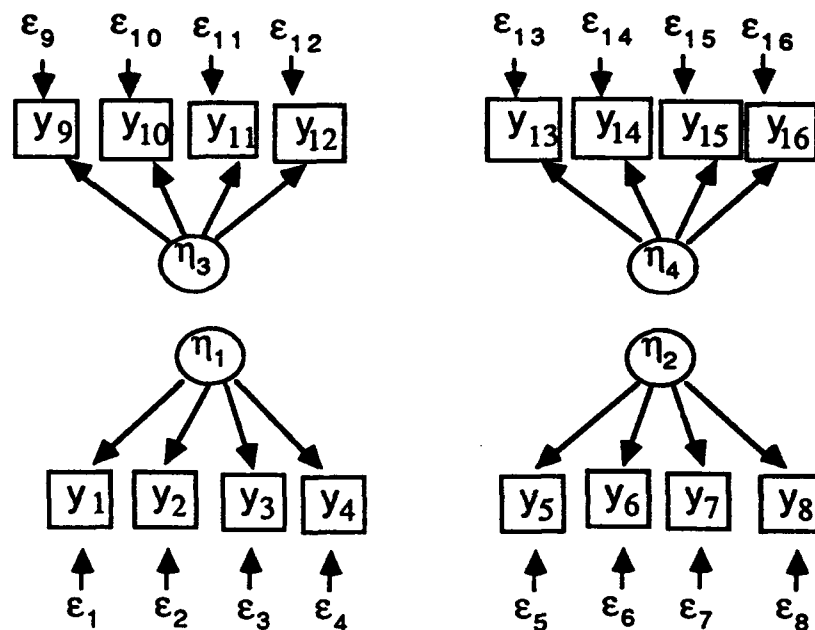 ε₉ ε₁₀ ε₁₁ ε₁₂ ε₁₃ ε₁₄ ε₁₅ ε₁₆
y₉ y₁₀ y₁₁ y₁₂ y₁₃ y₁₄ y₁₅ y₁₆
η₃ η₄
η₁ η₂
y₁ y₂ y₃ y₄ y₅ y₆ y₇ y₈
ε₁ ε₂ ε₃ ε₄ ε₅ ε₆ ε₇ ε₈